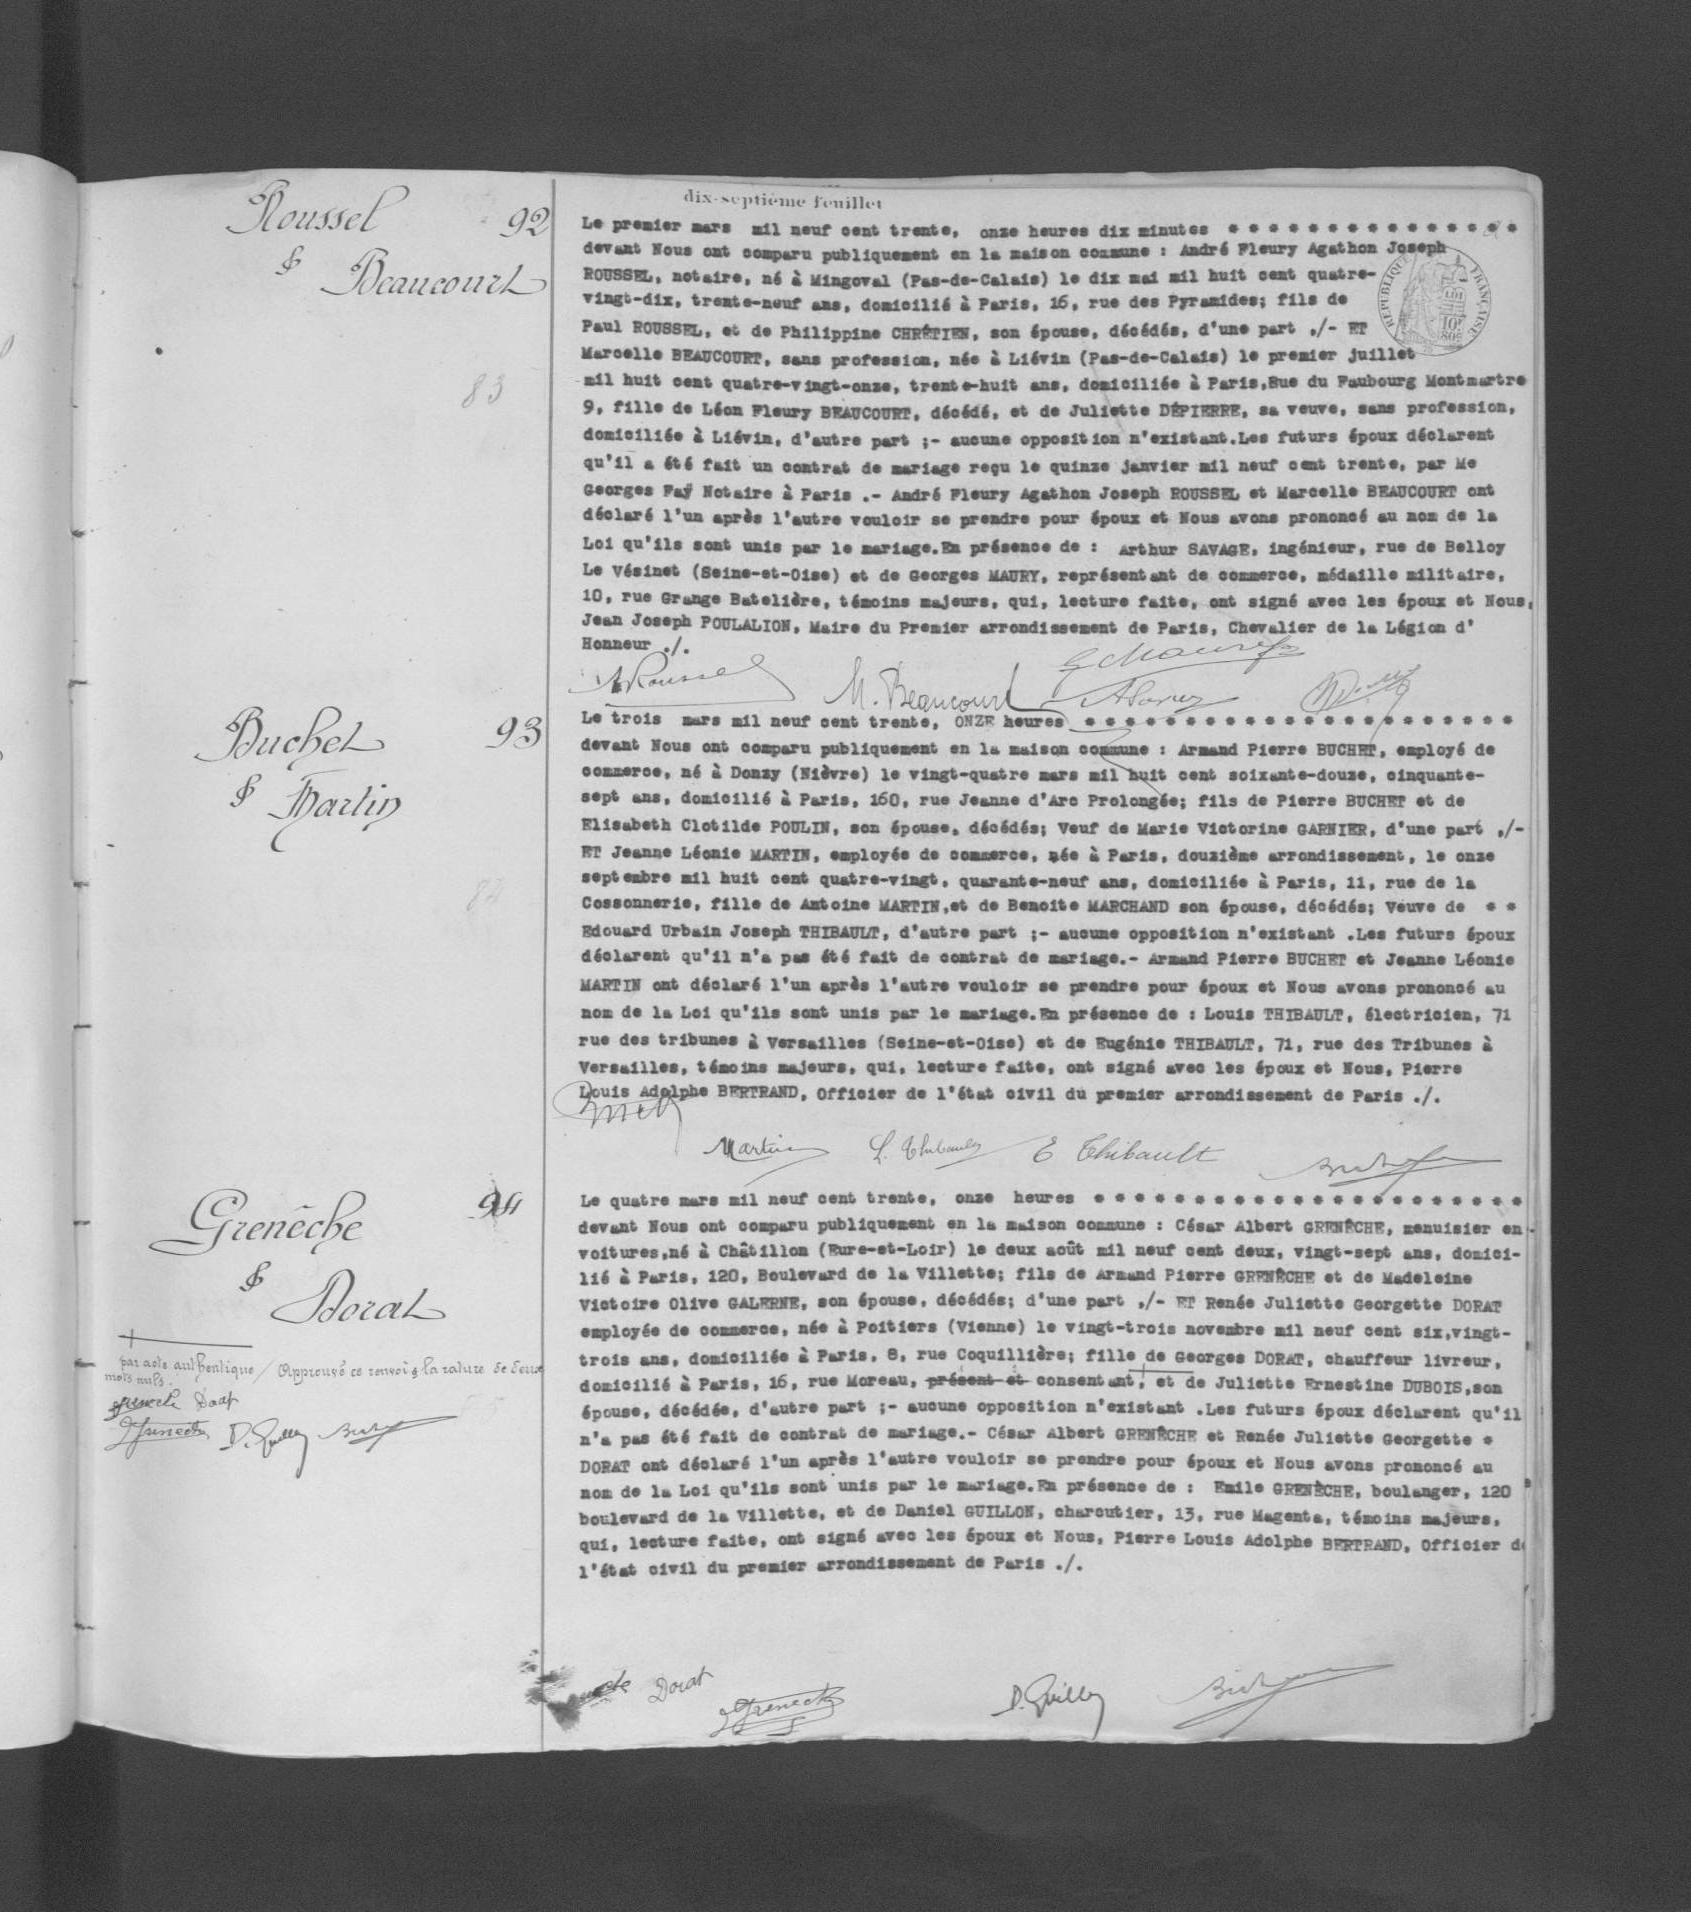 dix-septième feuillet
Roussel
&
Beaucourt
92
83
Le premier mars mil neuf cent trente, onze heures dix minutes * * * * * * * * * * * * * * *
devant Nous ont comparu publiquement en la maison commune : André Fleury Agathon Joseph
ROUSSEL, notaire, né à Mingoval (Pas-de-Calais) le dix mai mil huit cent quatre-
vingt-dix, trente-neuf ans, domicilié à Paris, 16, rue des Pyramides; fils de
Paul ROUSSEL, et de Philippine CHRÉTIEN, son épouse, décédés, d'une part ,/- ET
Marcelle BEAUCOURT, sans profession, née à Liévin (Pas-de-Calais) le premier juillet
mil huit cent quatre-vingt-onze, trente-huit ans, domiciliée à Paris,Rue du Faubourg Montmartre
9, fille de Léon Fleury BEAUCOURT, décédé, et de Juliette DÉPIERRE, sa veuve, sans profession,
domiciliée à Liévin, d'autre part ;- aucune opposition n'existant.Les futurs époux déclarent
qu'il a été fait un contrat de mariage reçu le quinze janvier mil neuf cent trente, par Me
Georges Faÿ Notaire à Paris .- André Fleury Agathon Joseph ROUSSEL et Marcelle BEAUCOURT ont
déclaré l'un après l'autre vouloir se prendre pour époux et Nous avons prononcé au nom de la
Loi qu'ils sont unis par le mariage.En présence de : Arthur SAVAGE, ingénieur, rue de Belloy
Le Vésinet (Seine-et-Oise) et de Georges MAURY, représentant de commerce, médaille militaire,
10, rue Grange Batelière, témoins majeurs, qui, lecture faite, ont signé avec les époux et Nous,
Jean Joseph POULALION, Maire du Premier arrondissement de Paris, Chevalier de la Légion d'
Honneur ./.
RÉPUBLIQUE FRANÇAISE
A Roussel
M. Beaucourt
Buchet
&
Martin
93
84
Le trois mars mil neuf cent trente, ONZE heures * * * * * * * * * * * * * * * * * * * * * *
devant Nous ont comparu publiquement en la maison commune : Armand Pierre BUCHET, employé de
commerce, né à Donzy (Nièvre) le vingt-quatre mars mil huit cent soixante-douze, cinquante-
sept ans, domicilié à Paris, 160, rue Jeanne d'Arc Prolongée; fils de Pierre BUCHET et de
Elisabeth Clotilde POULIN, son épouse, décédés; Veuf de Marie Victorine GARNIER, d'une part ,/-
ET Jeanne Léonie MARTIN, employée de commerce, née à Paris, douzième arrondissement, le onze
septembre mil huit cent quatre-vingt, quarante-neuf ans, domiciliée à Paris, 11, rue de la
Cossonnerie, fille de Antoine MARTIN,et de Benoite MARCHAND son épouse, décédés; Veuve de * *
Edouard Urbain Joseph THIBAULT, d'autre part ;- aucune opposition n'existant .Les futurs époux
déclarent qu'il n'a pas été fait de contrat de mariage.- Armand Pierre BUCHET et Jeanne Léonie
MARTIN ont déclaré l'un après l'autre vouloir se prendre pour époux et Nous avons prononcé au
nom de la Loi qu'ils sont unis par le mariage.En présence de : Louis THIBAULT, électricien, 71
rue des tribunes à Versailles (Seine-et-Oise) et de Eugénie THIBAULT, 71, rue des Tribunes à
Versailles, témoins majeurs, qui, lecture faite, ont signé avec les époux et Nous, Pierre
Louis Adolphe BERTRAND, Officier de l'état civil du premier arrondissement de Paris ./.
Martin
L. Thibault
E Thibault
Grenêche
&
Dorat
94
par acte authentique / Approuvé ce renvoi & la rature de deux
mots nuls.
Greneche Dorat
Greneche D. Guillon
Le quatre mars mil neuf cent trente, onze heures * * * * * * * * * * * * * * * * * * * * * *
devant Nous ont comparu publiquement en la maison commune : César Albert GRENÊCHE, menuisier en
voitures,né à Châtillon (Eure-et-Loir) le deux août mil neuf cent deux, vingt-sept ans, domici-
lié à Paris, 120, Boulevard de la Villette; fils de Armand Pierre GRENÊCHE et de Madeleine
Victoire Olive GALERNE, son épouse, décédés; d'une part ,/- ET Renée Juliette Georgette DORAT
employée de commerce, née à Poitiers (Vienne) le vingt-trois novembre mil neuf cent six,vingt-
trois ans, domiciliée à Paris, 8, rue Coquillière; fille de Georges DORAT, chauffeur livreur,
domicilié à Paris, 16, rue Moreau, présent et consentant, et de Juliette Ernestine DUBOIS,son
épouse, décédée, d'autre part ;- aucune opposition n'existant .Les futurs époux déclarent qu'il
n'a pas été fait de contrat de mariage.- César Albert GRENÊCHE et Renée Juliette Georgette *
DORAT ont déclaré l'un après l'autre vouloir se prendre pour époux et Nous avons prononcé au
nom de la Loi qu'ils sont unis par le mariage.En présence de : Emile GRENÊCHE, boulanger, 120
boulevard de la Villette, et de Daniel GUILLON, charcutier, 13, rue Magenta, témoins majeurs,
qui, lecture faite, ont signé avec les époux et Nous, Pierre Louis Adolphe BERTRAND, Officier de
l'état civil du premier arrondissement de Paris ./.
Dorat
Greneche
D. Guillon